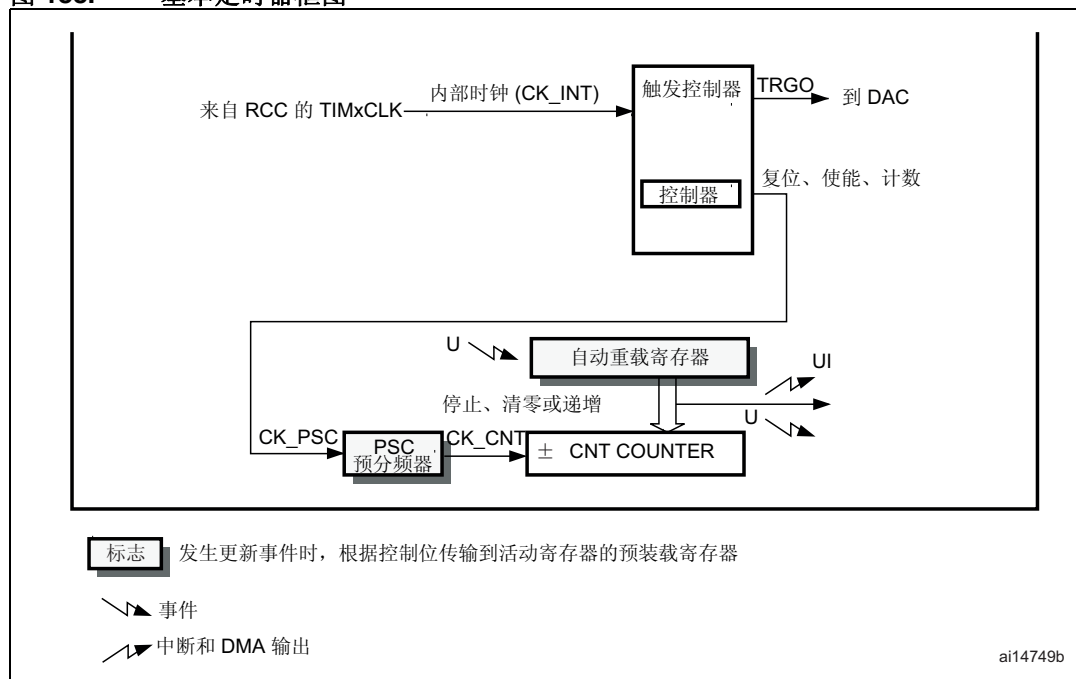 来自 RCC 的 TIMxCLK
内部时钟 (CK_INT)
触发控制器
TRGO
到 DAC
控制器
复位、使能、计数
U
自动重载寄存器
UI
停止、清零或递增
U
CK_PSC
PSC
预分频器
CK_CNT
± CNT COUNTER
标志
发生更新事件时，根据控制位传输到活动寄存器的预装载寄存器
事件
中断和 DMA 输出
ai14749b